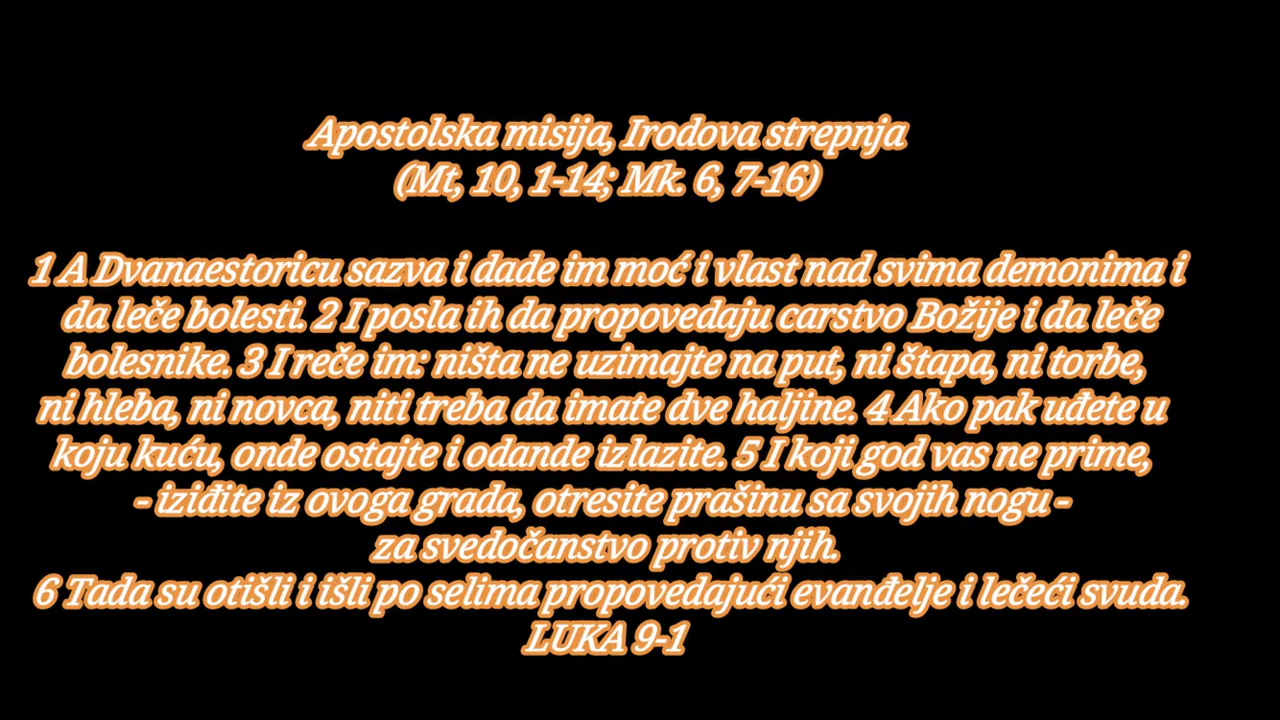 Apostolska misija, Irodova strepnja
(Mt, 10, 1-14; Mk. 6, 7-16)
1 A Dvanaestoricu sazva i dade im moć i vlast nad svima demonima i
da leče bolesti. 2 I posla ih da propovedaju carstvo Božije i da leče
bolesnike. 3 I reče im: ništa ne uzimajte na put, ni štapa, ni torbe,
ni hleba, ni novca, niti treba da imate dve haljine. 4 Ako pak uđete u
koju kuću, onde ostajte i odande izlazite. 5 I koji god vas ne prime,
- iziđite iz ovoga grada, otresite prašinu sa svojih nogu -
za svedočanstvo protiv njih.
6 Tada su otišli i išli po selima propovedajući evanđelje i lečeći svuda.
LUKA 9-1